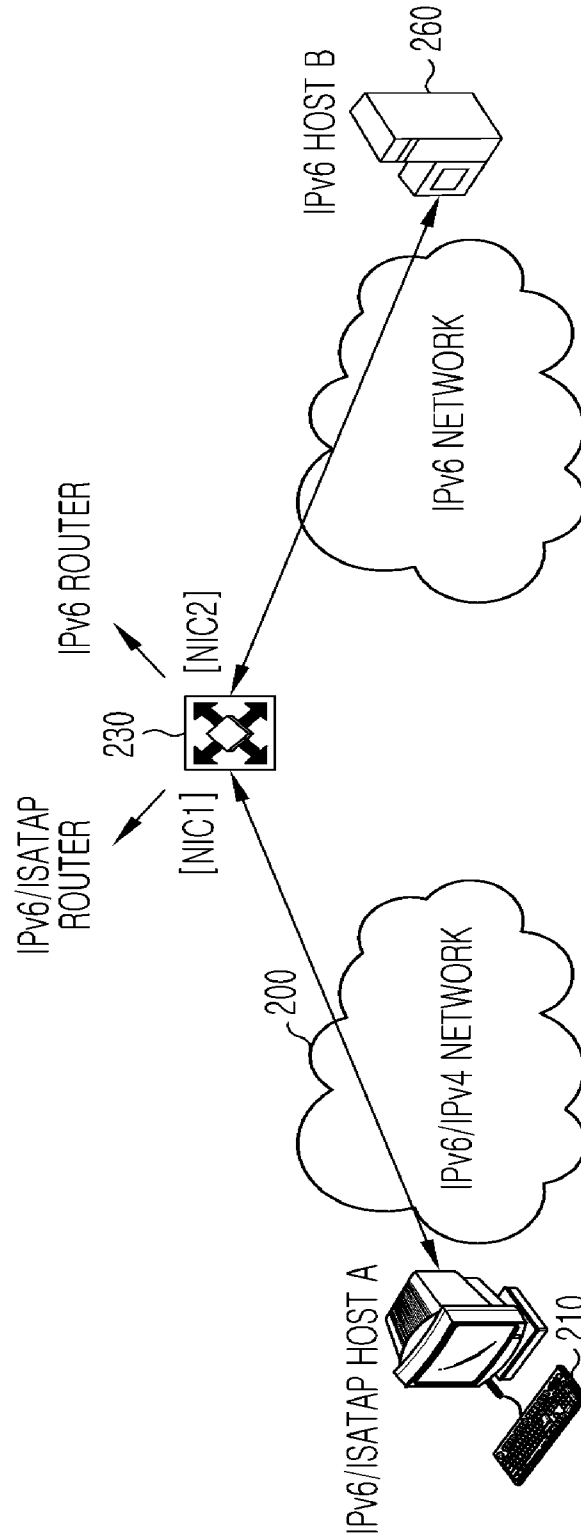 IPv6/ISATAP
ROUTER
IPv6 ROUTER
230
[NIC1]
[NIC2]
IPv6/ISATAP HOST A
210
200
IPv6/IPv4 NETWORK
IPv6 NETWORK
IPv6 HOST B
260